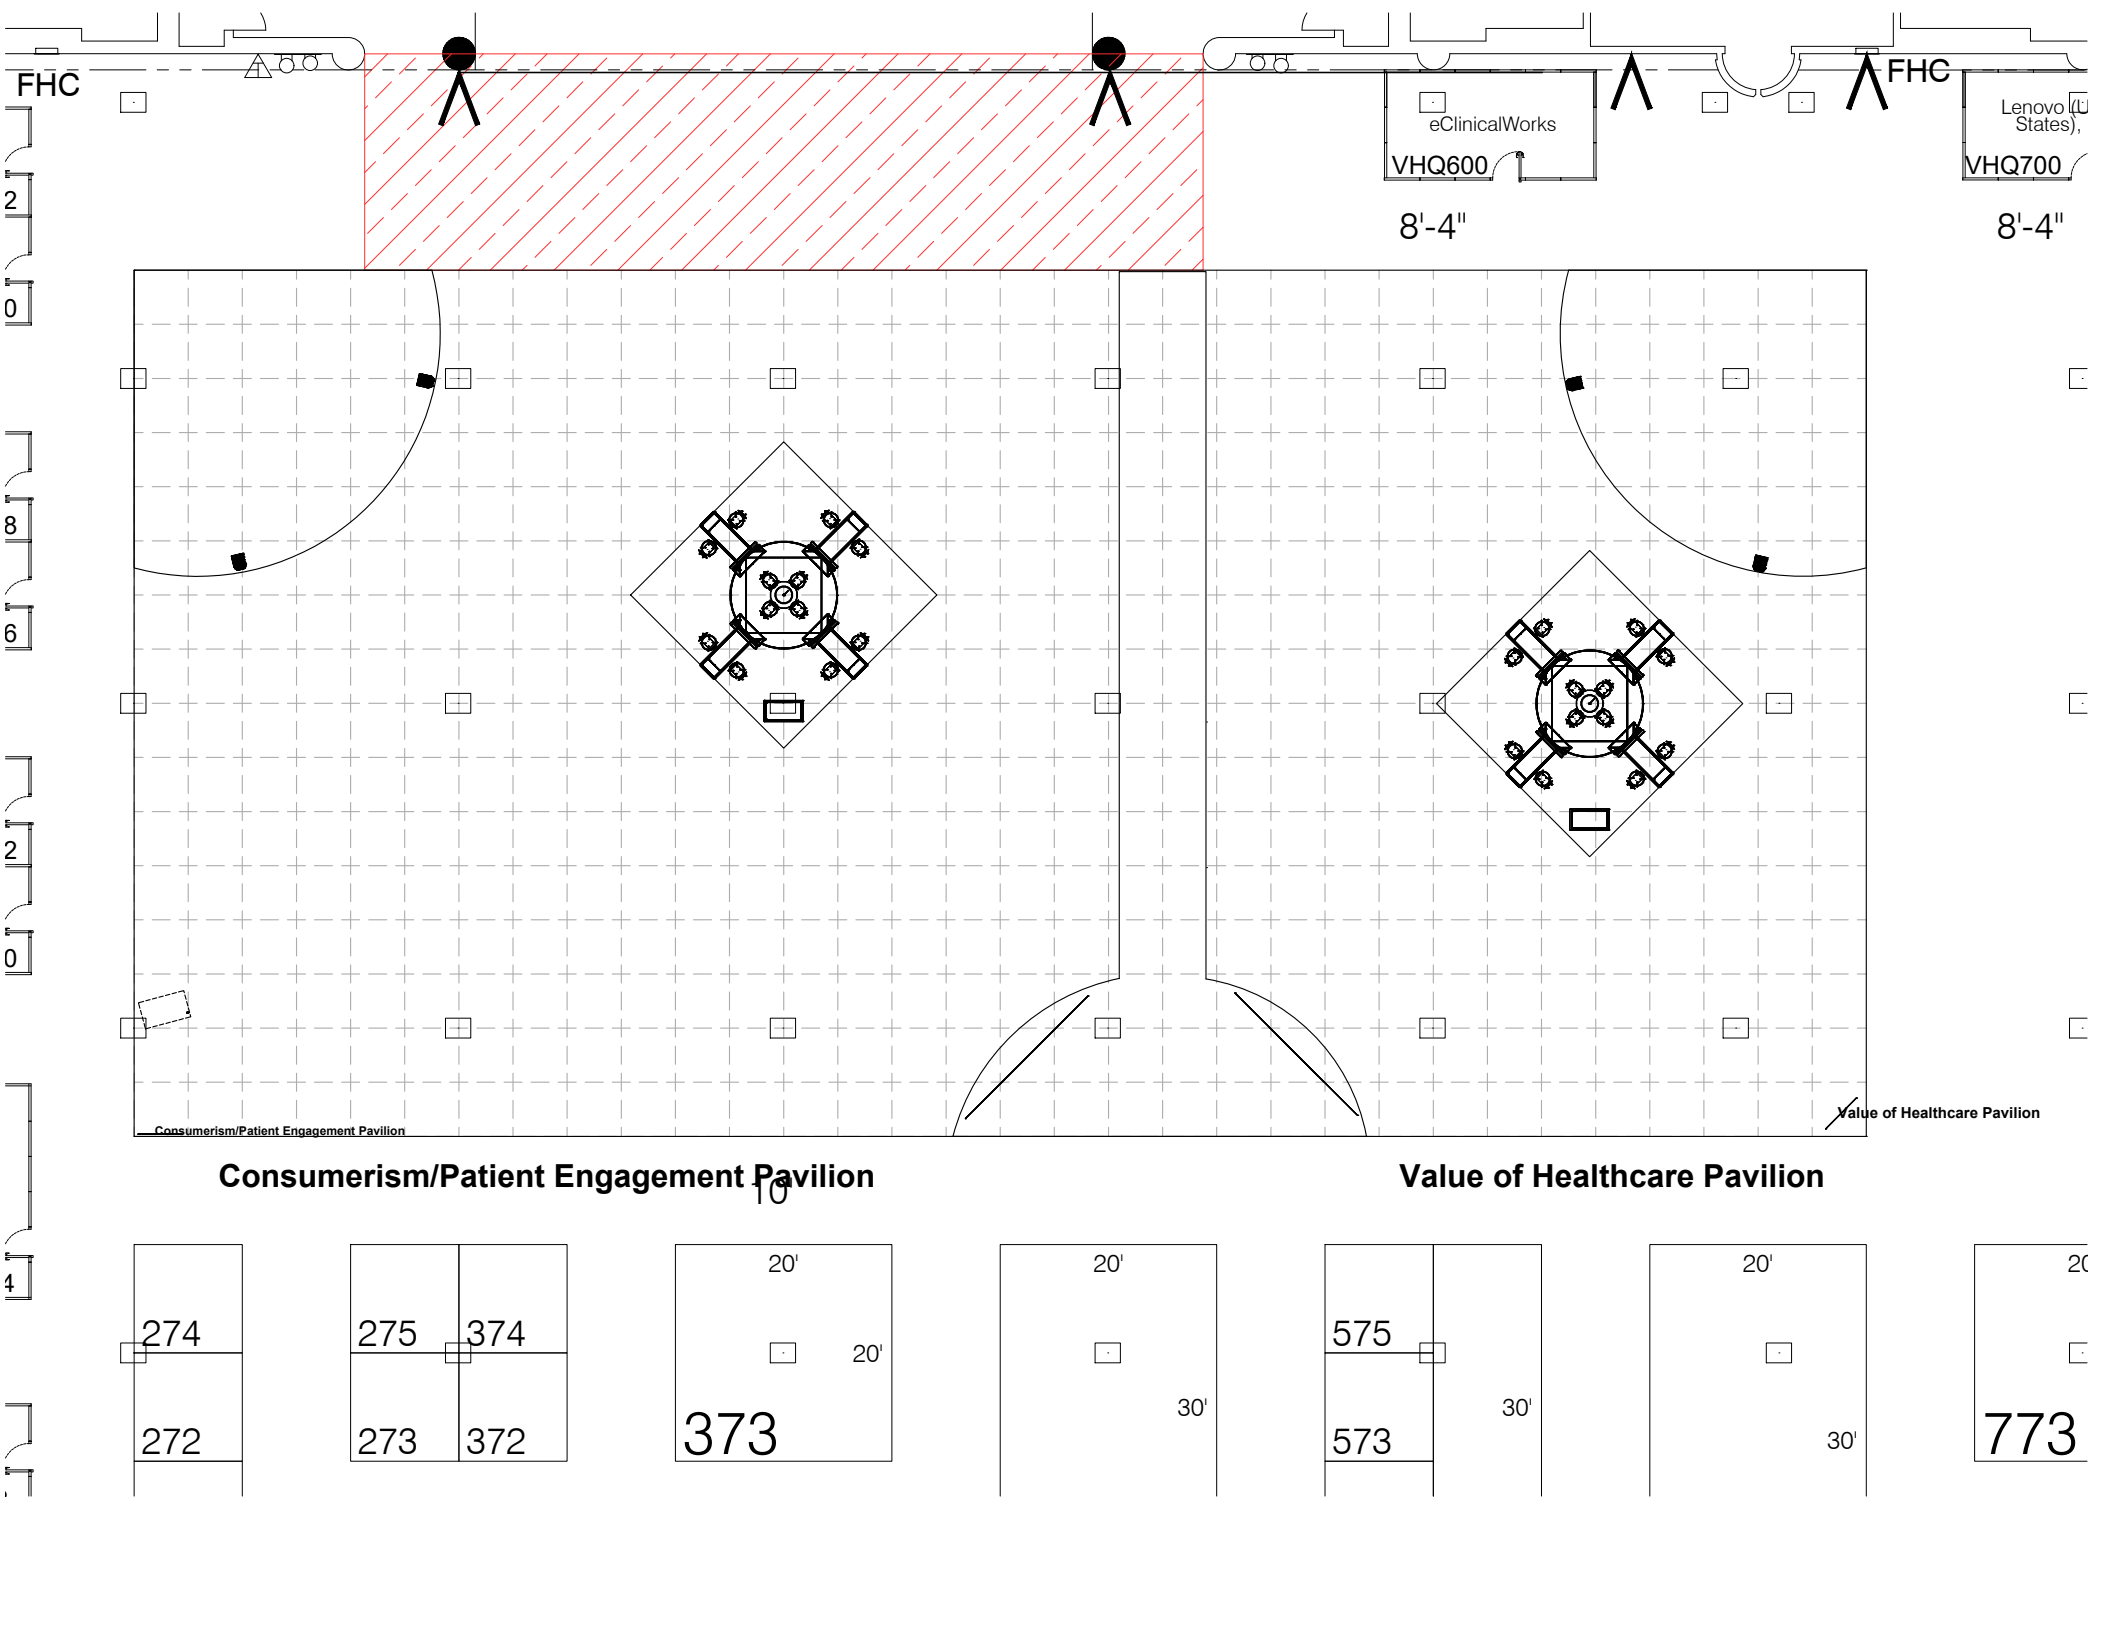 FHC
FHC
Lenovo (U
States),
eClinicalWorks
VHQ600
VHQ700
2
8'-4"
8'-4"
0
8
6
2
0
Value of Healthcare Pavilion
Consumerism/Patient Engagement Pavilion
Consumerism/Patient Engagement Pavilion
Value of Healthcare Pavilion
10'
20'
20'
20'
20
4
274
275
374
575
20'
30'
30'
30'
272
273
372
373
573
773